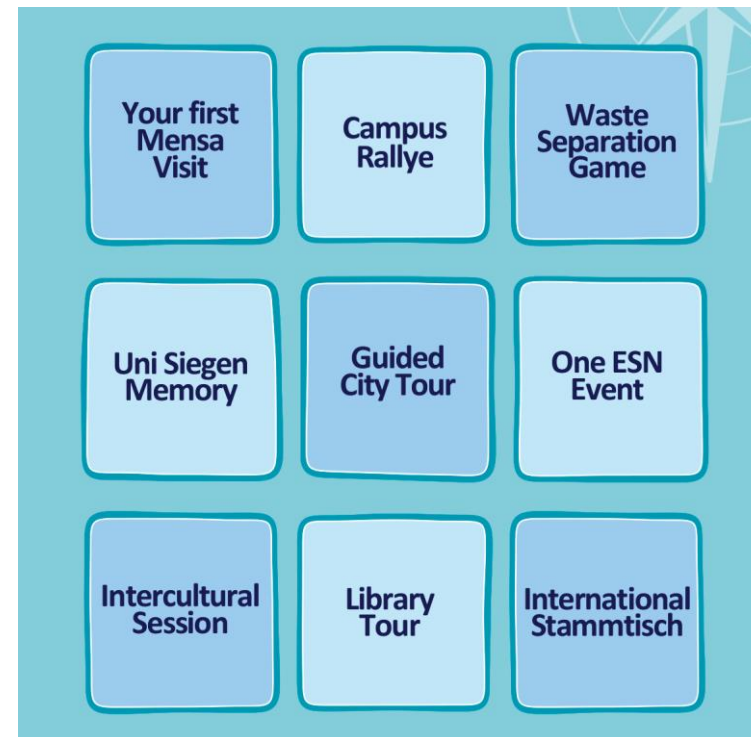 Your first
Mensa
Visit
Campus
Rallye
Waste
Separation
Game
Uni Siegen
Memory
Guided
City Tour
One ESN
Event
Intercultural
Session
Library
Tour
International
Stammtisch